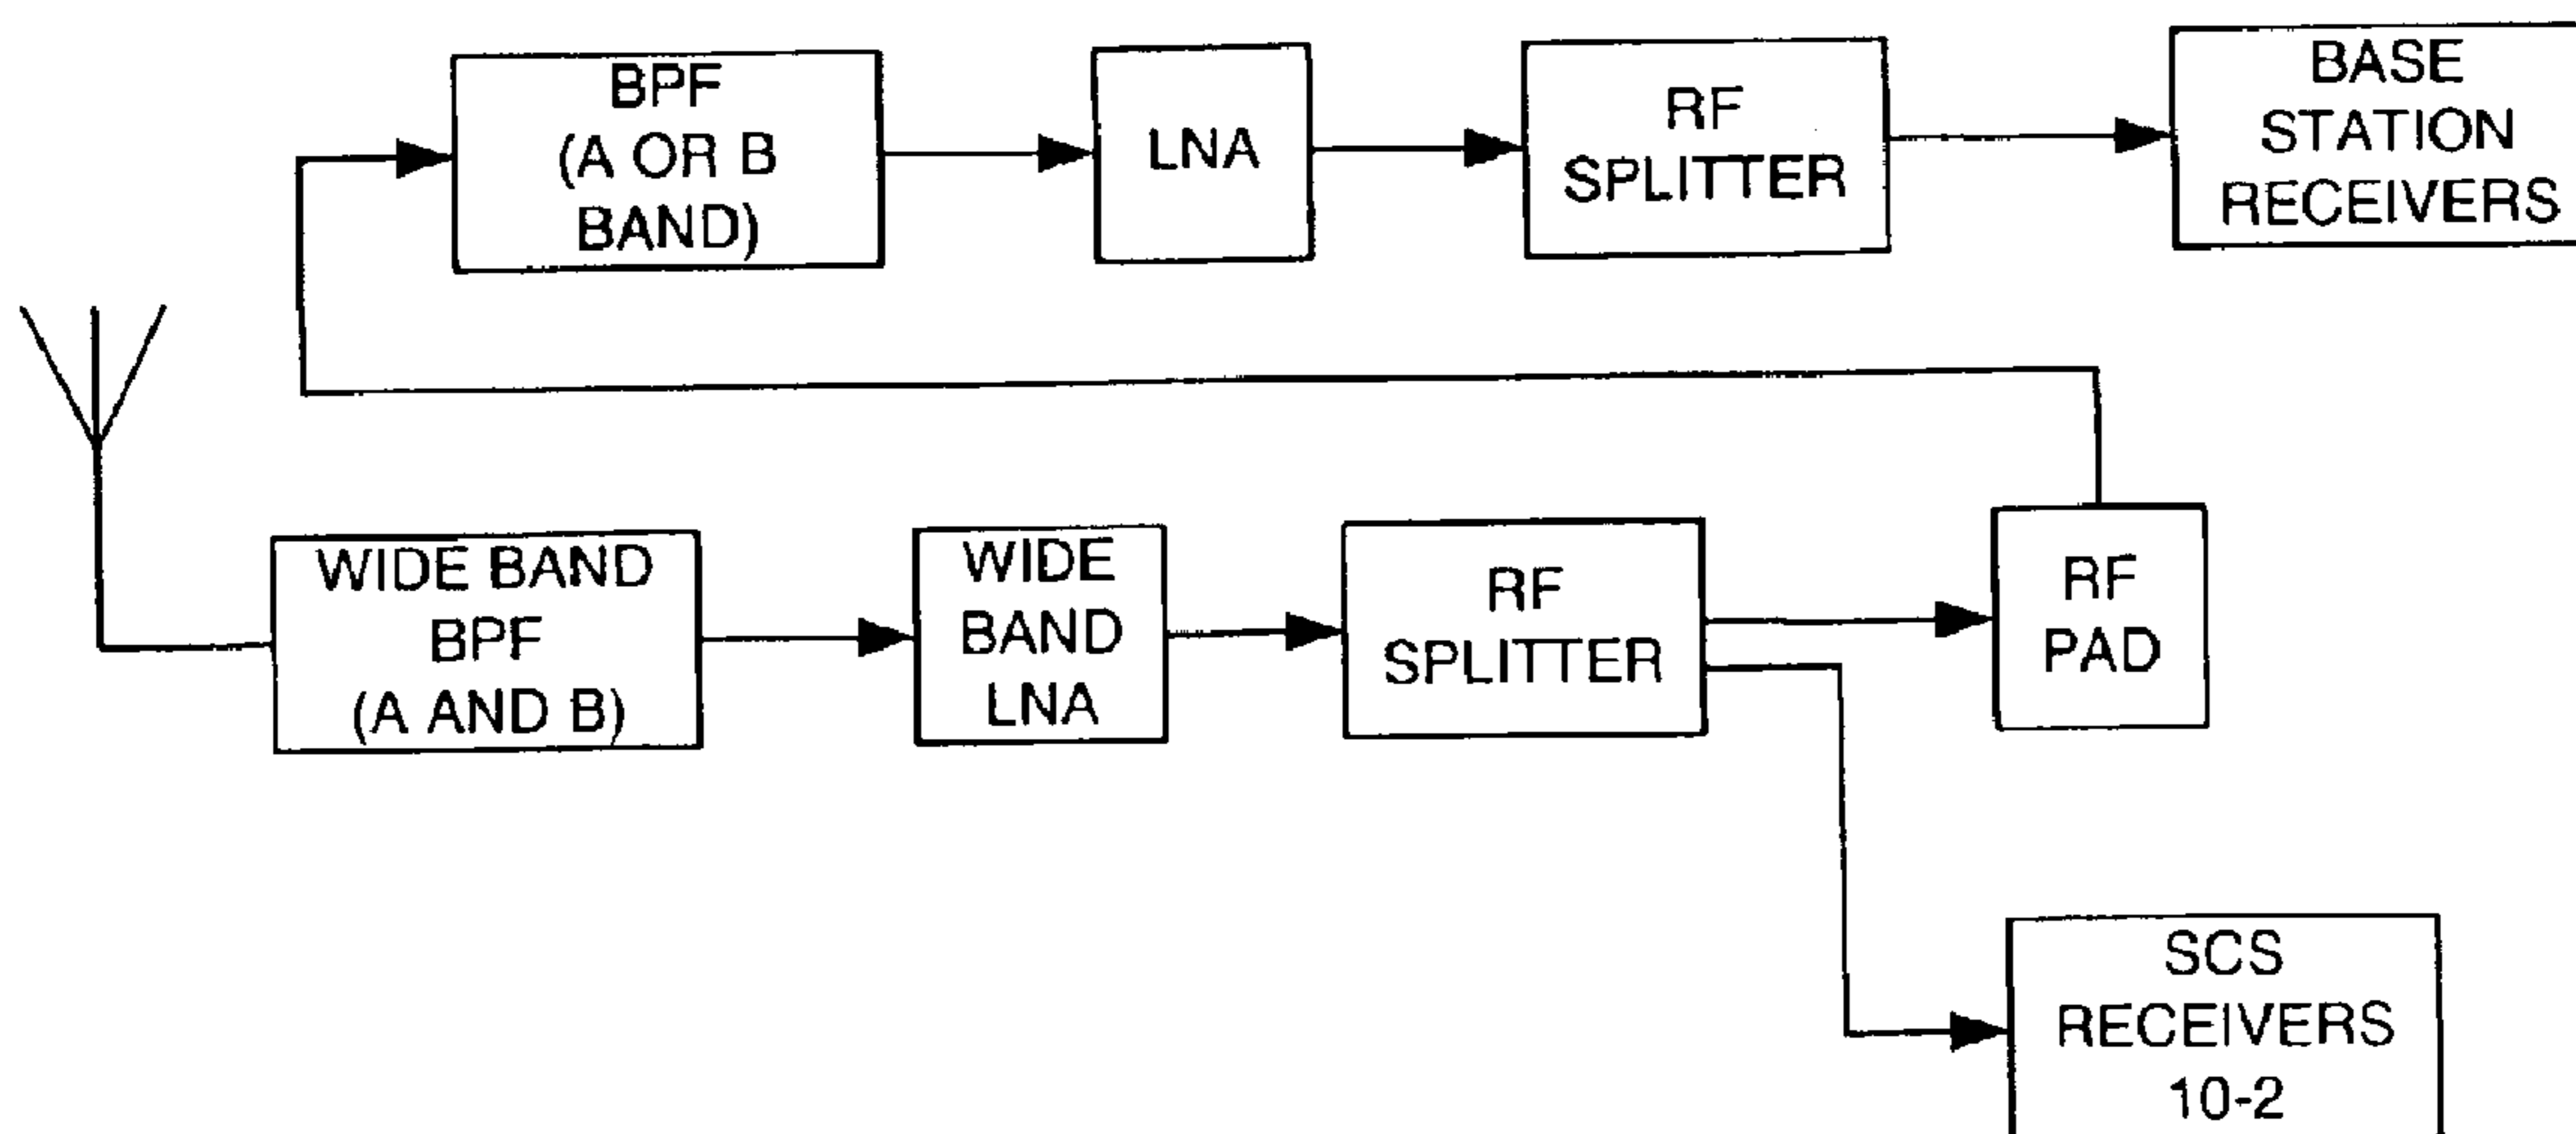 BPF
(A OR B
BAND)
LNA
RF
SPLITTER
BASE
STATION
RECEIVERS
WIDE BAND
BPF
(A AND B)
WIDE
BAND
LNA
RF
SPLITTER
RF
PAD
SCS
RECEIVERS
10-2